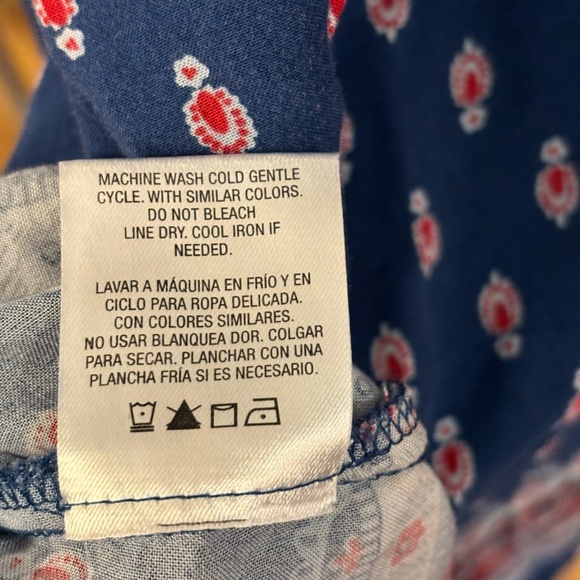 MACHINE WASH COLD GENTLE
CYCLE. WITH SIMILAR COLORS.
DO NOT BLEACH
LINE DRY. COOL IRON IF
NEEDED.
LAVAR A MÁQUINA EN FRÍO Y EN
CICLO PARA ROPA DELICADA.
CON COLORES SIMILARES.
NO USAR BLANQUEA DOR. COLGAR
PARA SECAR. PLANCHAR CON UNA
PLANCHA FRÍA SI ES NECESARIO.